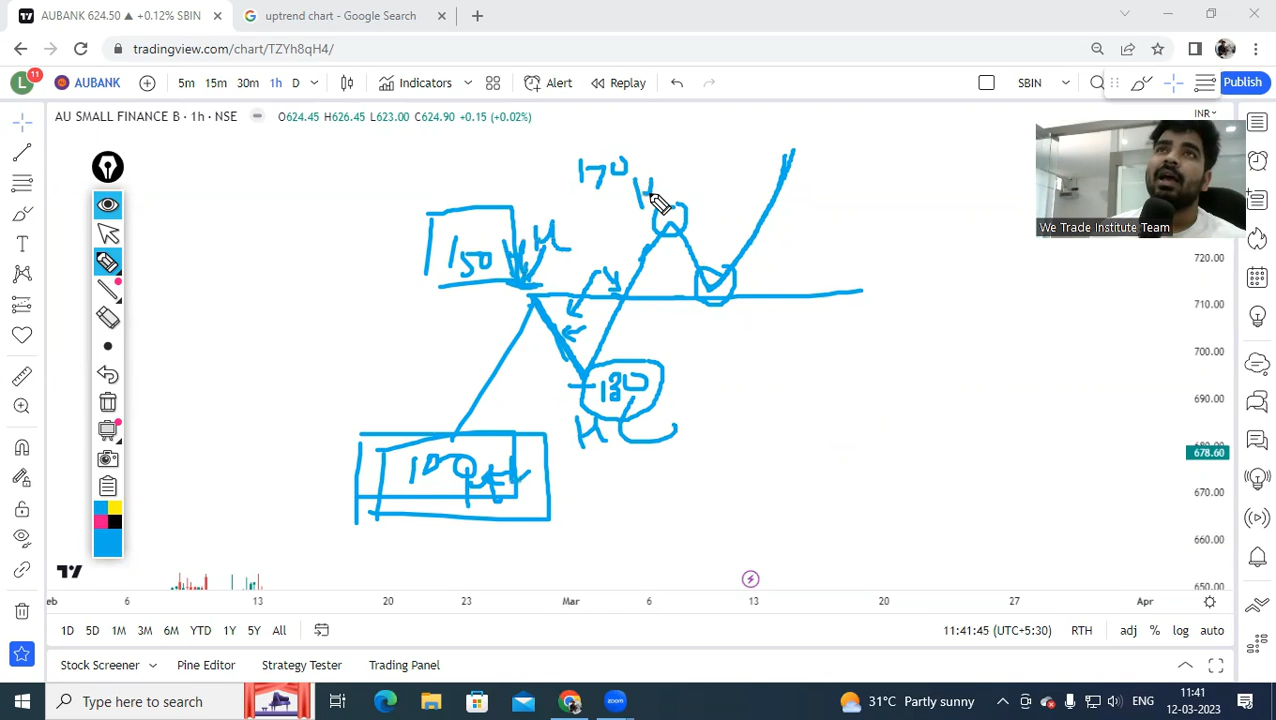 AUBANK 624.50 ▲ +0.12% SBIN
uptrend chart - Google Search
tradingview.com/chart/TZYh8qH4/
L 11
AUBANK
5m 15m 30m 1h D
Indicators
Alert
Replay
SBIN
Publish
AU SMALL FINANCE B · 1h · NSE
O624.45 H626.45 L623.00 C624.90 +0.15 (+0.02%)
INR
We Trade Institute Team
170
H
150
H
130
H
100
720.00
710.00
700.00
690.00
678.60
670.00
660.00
650.00
eb 6 13 20 23 Mar 6 13 20 27 Apr
1D 5D 1M 3M 6M YTD 1Y 5Y All
11:41:45 (UTC+5:30) RTH adj % log auto
Stock Screener Pine Editor Strategy Tester Trading Panel
Type here to search
zoom
31°C Partly sunny
ENG
11:41
12-03-2023